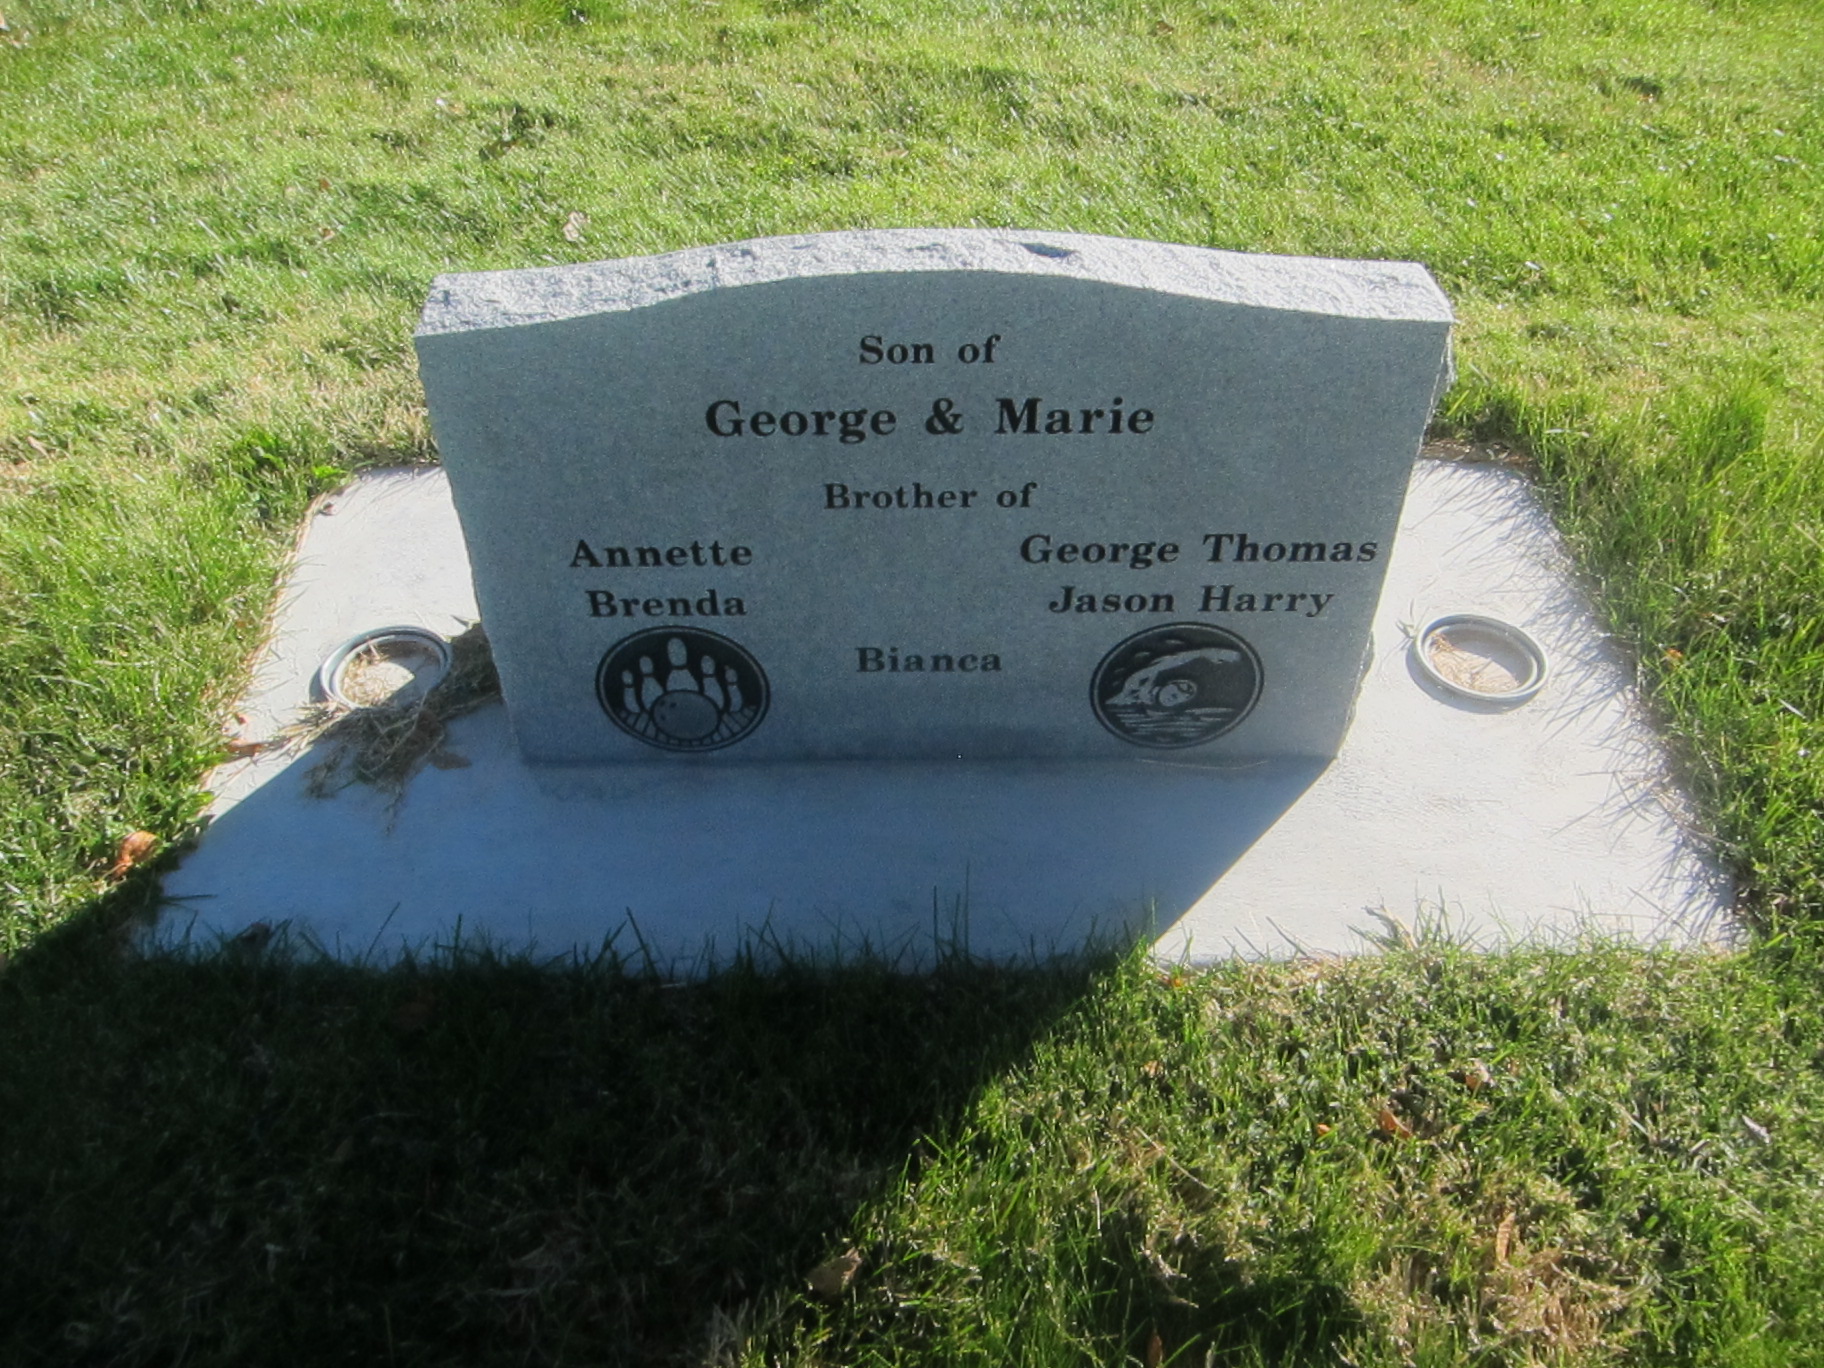 Son of
George & Marie
Brother of
Annette
Brenda
George Thomas
Jason Harry
Bianca